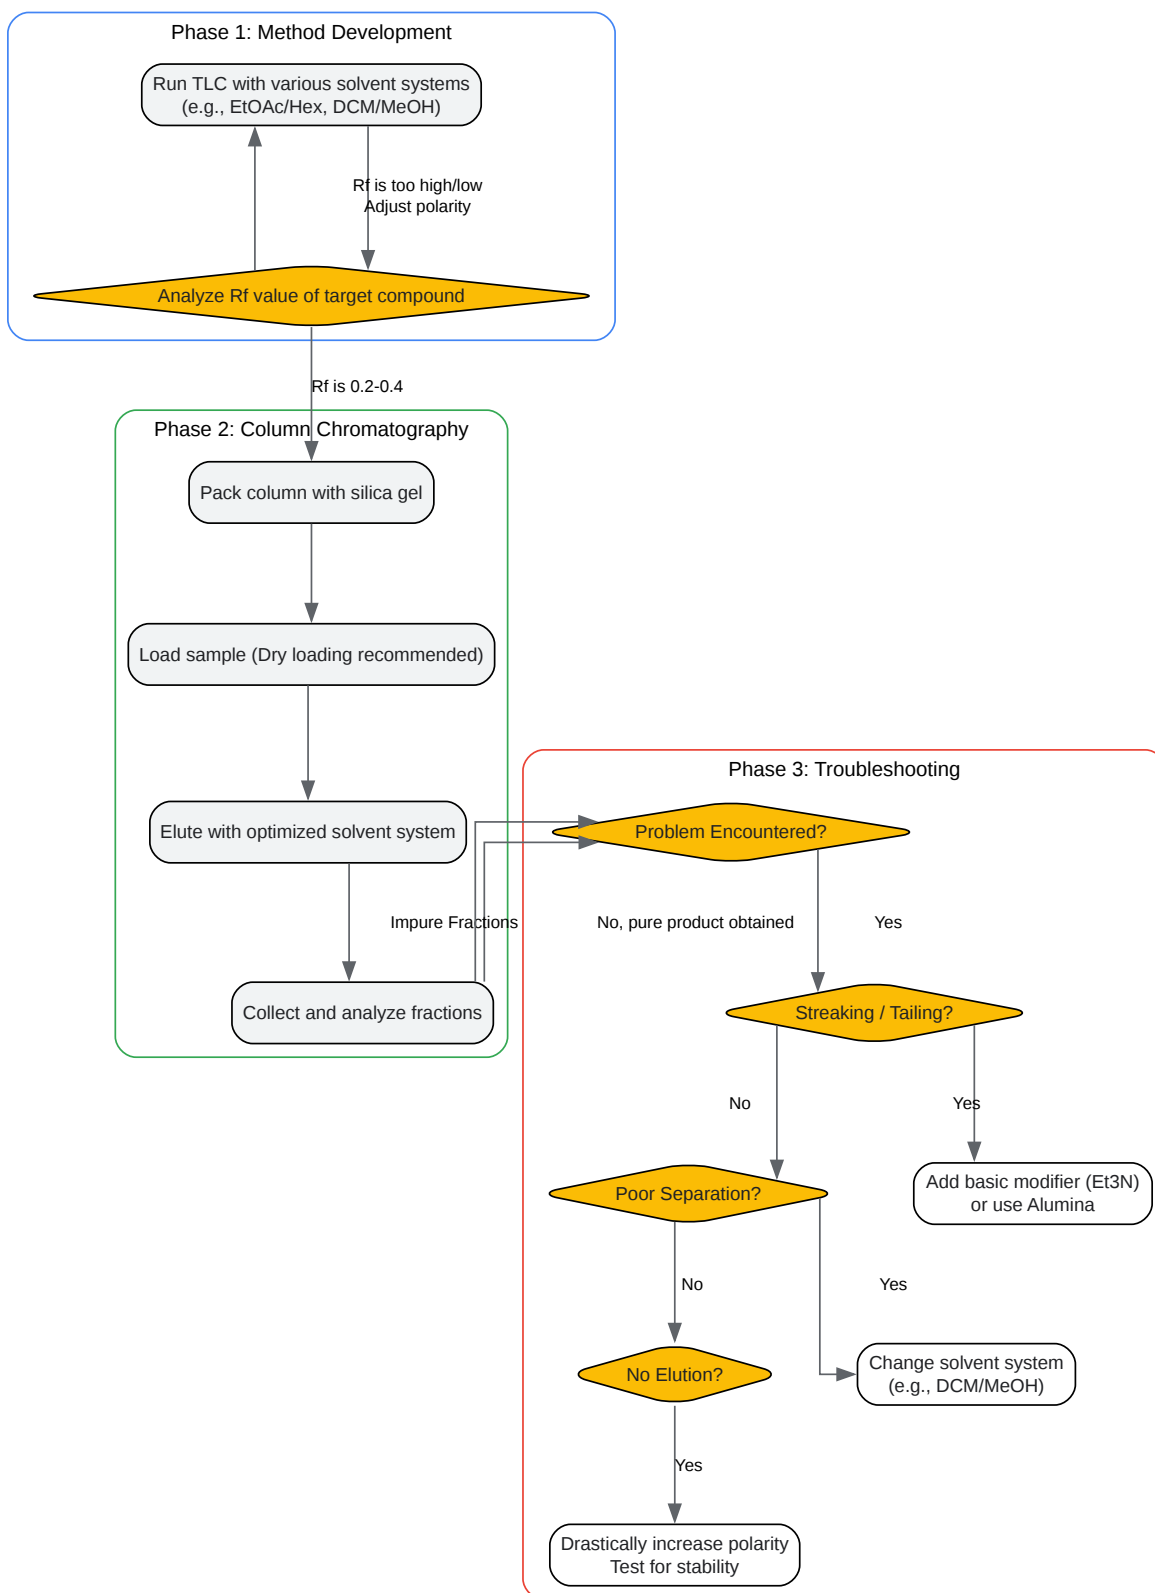 Phase 1: Method Development
Run TLC with various solvent systems
(e.g., EtOAc/Hex, DCM/MeOH)
Rf is too high/low
Adjust polarity
Analyze Rf value of target compound
Rf is 0.2-0.4
Phase 2: Column Chromatography
Pack column with silica gel
Load sample (Dry loading recommended)
Elute with optimized solvent system
Impure Fractions
Collect and analyze fractions
Phase 3: Troubleshooting
Problem Encountered?
No, pure product obtained
Yes
Streaking / Tailing?
No
Yes
Poor Separation?
Add basic modifier (Et3N)
or use Alumina
No
Yes
No Elution?
Change solvent system
(e.g., DCM/MeOH)
Yes
Drastically increase polarity
Test for stability